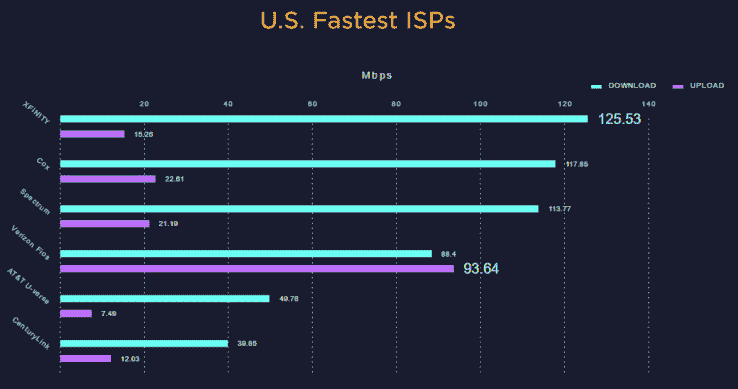 U.S. Fastest ISPs
Mbps
DOWNLOAD UPLOAD
20 40 60 80 100 120 140
XFINITY
125.53
15.26
Cox
117.85
22.61
Spectrum
113.77
21.19
Verizon Fios
88.4
93.64
AT&T U-verse
49.78
7.49
CenturyLink
39.85
12.03